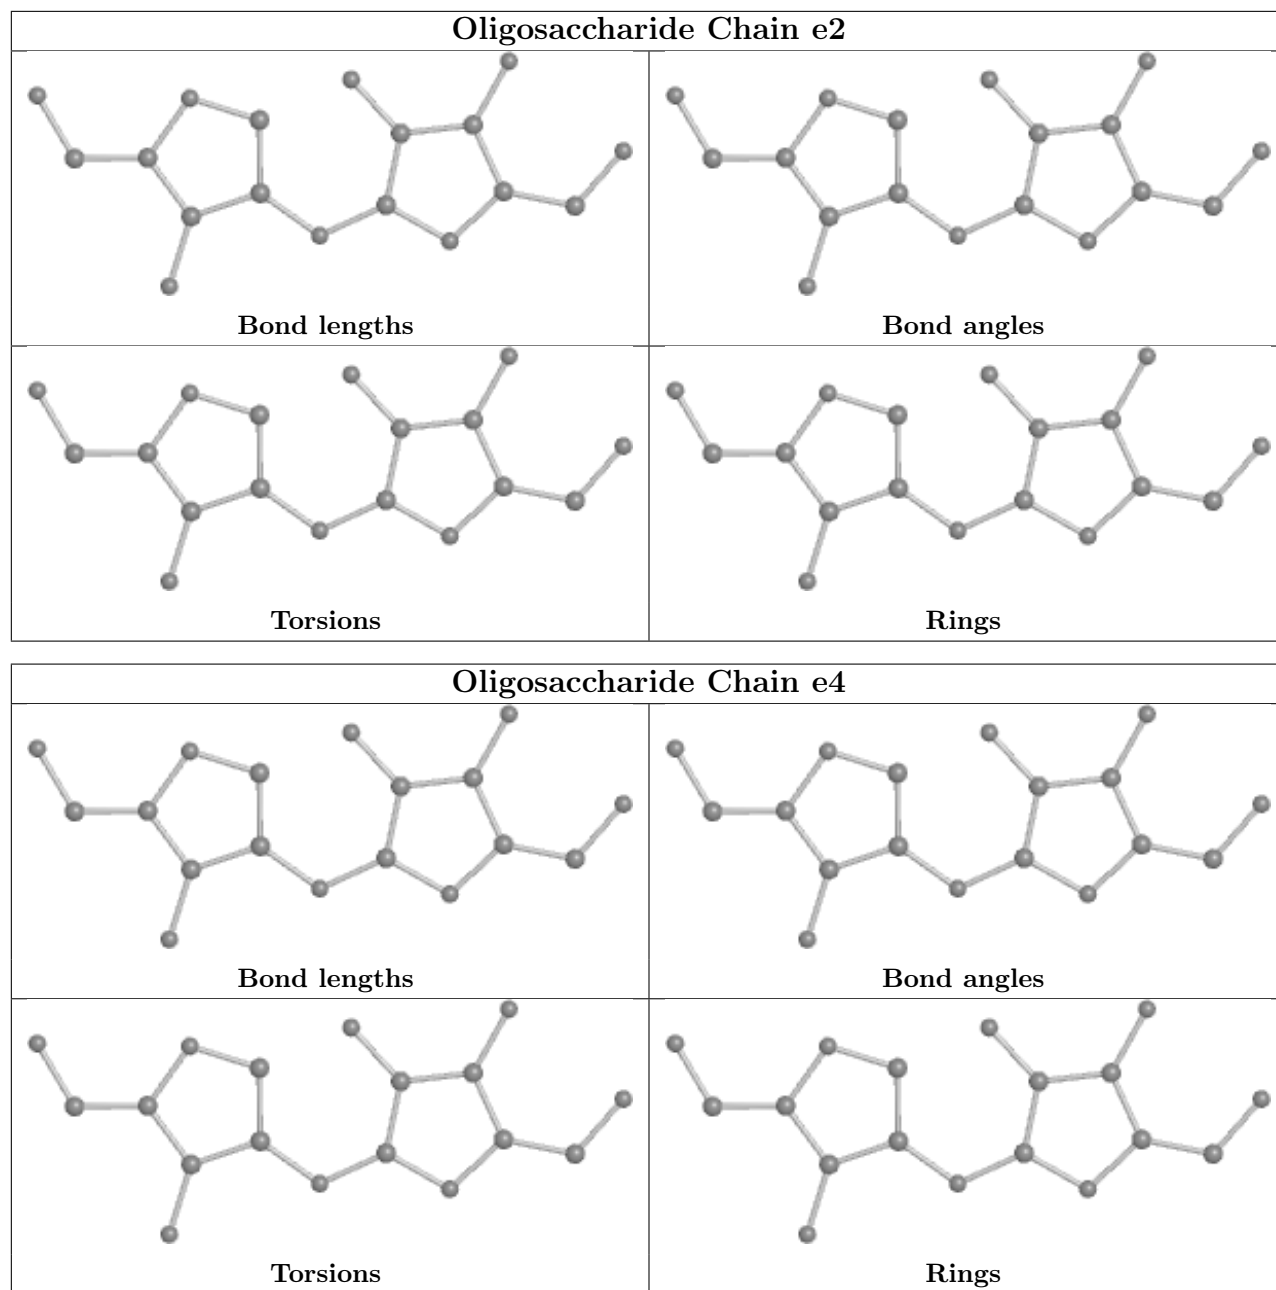 Oligosaccharide Chain e2
Bond lengths
Bond angles
Torsions
Rings
Oligosaccharide Chain e4
Bond lengths
Bond angles
Torsions
Rings